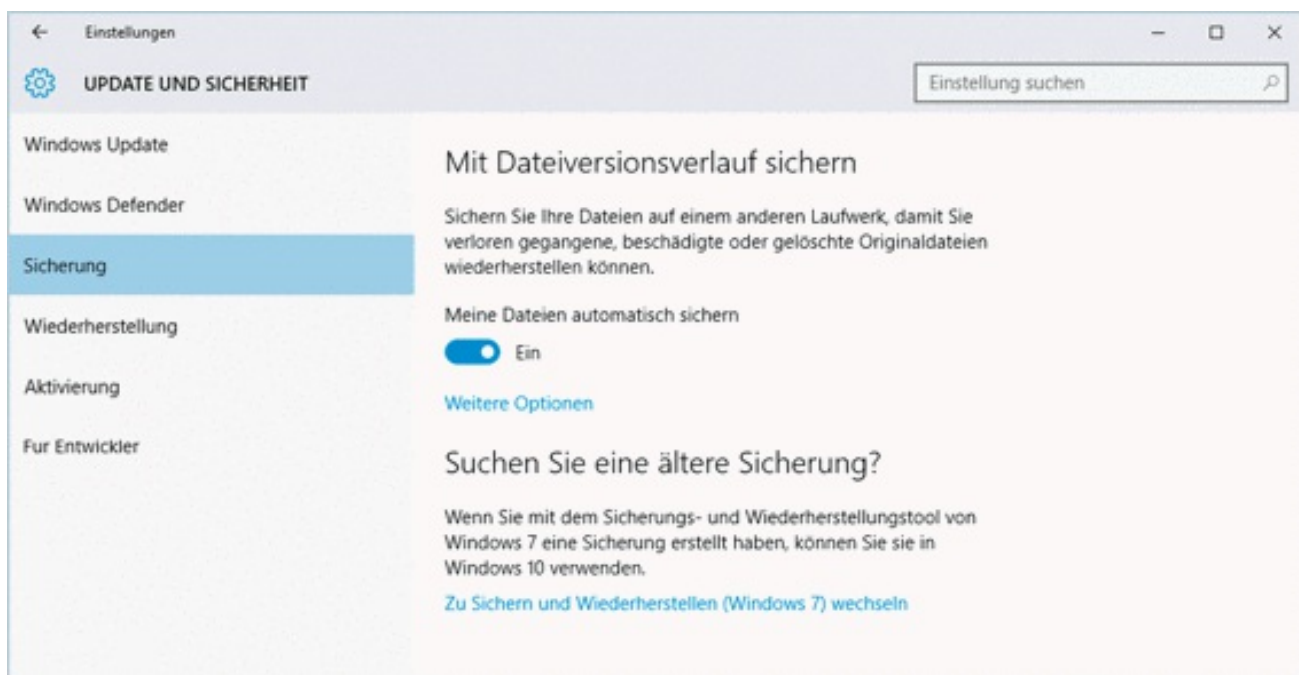 Einstellungen
UPDATE UND SICHERHEIT
Einstellung suchen
Windows Update
Windows Defender
Sicherung
Wiederherstellung
Aktivierung
Fur Entwickler
Mit Dateiversionsverlauf sichern
Sichern Sie Ihre Dateien auf einem anderen Laufwerk, damit Sie
verloren gegangene, beschädigte oder gelöschte Originaldateien
wiederherstellen können.
Meine Dateien automatisch sichern
Ein
Weitere Optionen
Suchen Sie eine ältere Sicherung?
Wenn Sie mit dem Sicherungs- und Wiederherstellungstool von
Windows 7 eine Sicherung erstellt haben, können Sie sie in
Windows 10 verwenden.
Zu Sichern und Wiederherstellen (Windows 7) wechseln